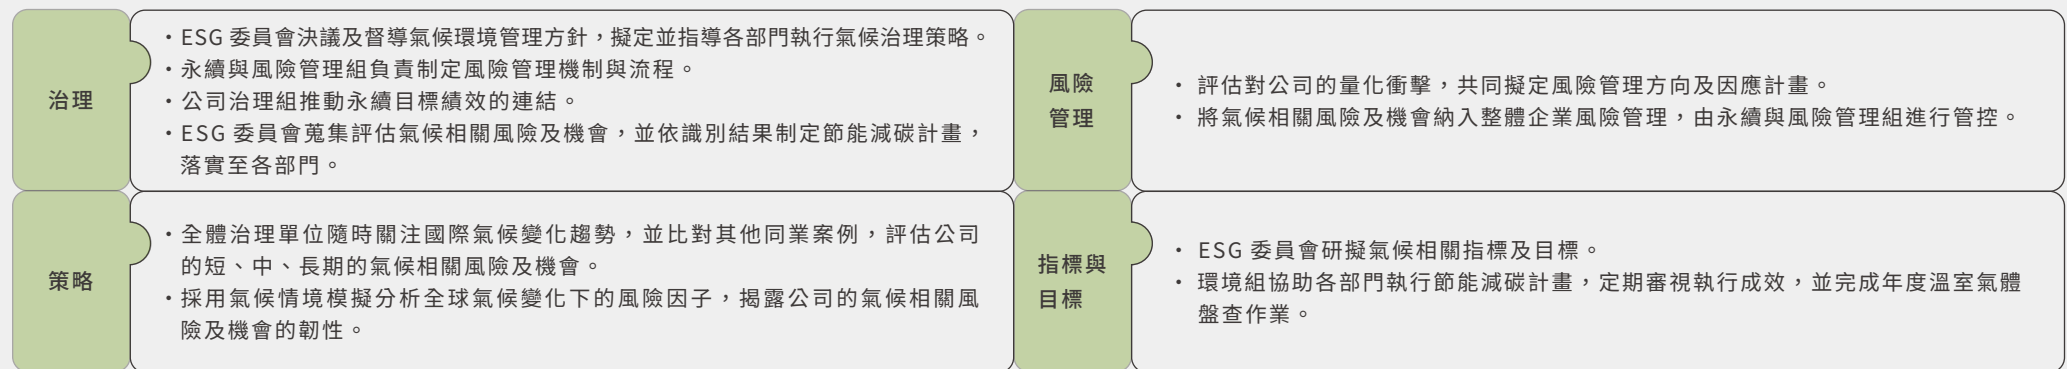 治理
・ESG 委員會決議及督導氣候環境管理方針，擬定並指導各部門執行氣候治理策略。
・永續與風險管理組負責制定風險管理機制與流程。
・公司治理組推動永續目標績效的連結。
・ESG 委員會蒐集評估氣候相關風險及機會，並依識別結果制定節能減碳計畫，
落實至各部門。
風險
管理
・ 評估對公司的量化衝擊，共同擬定風險管理方向及因應計畫。
・ 將氣候相關風險及機會納入整體企業風險管理，由永續與風險管理組進行管控。
策略
・全體治理單位隨時關注國際氣候變化趨勢，並比對其他同業案例，評估公司
的短、中、長期的氣候相關風險及機會。
・採用氣候情境模擬分析全球氣候變化下的風險因子，揭露公司的氣候相關風
險及機會的韌性。
指標與
目標
・ ESG 委員會研擬氣候相關指標及目標。
・ 環境組協助各部門執行節能減碳計畫，定期審視執行成效，並完成年度溫室氣體
盤查作業。